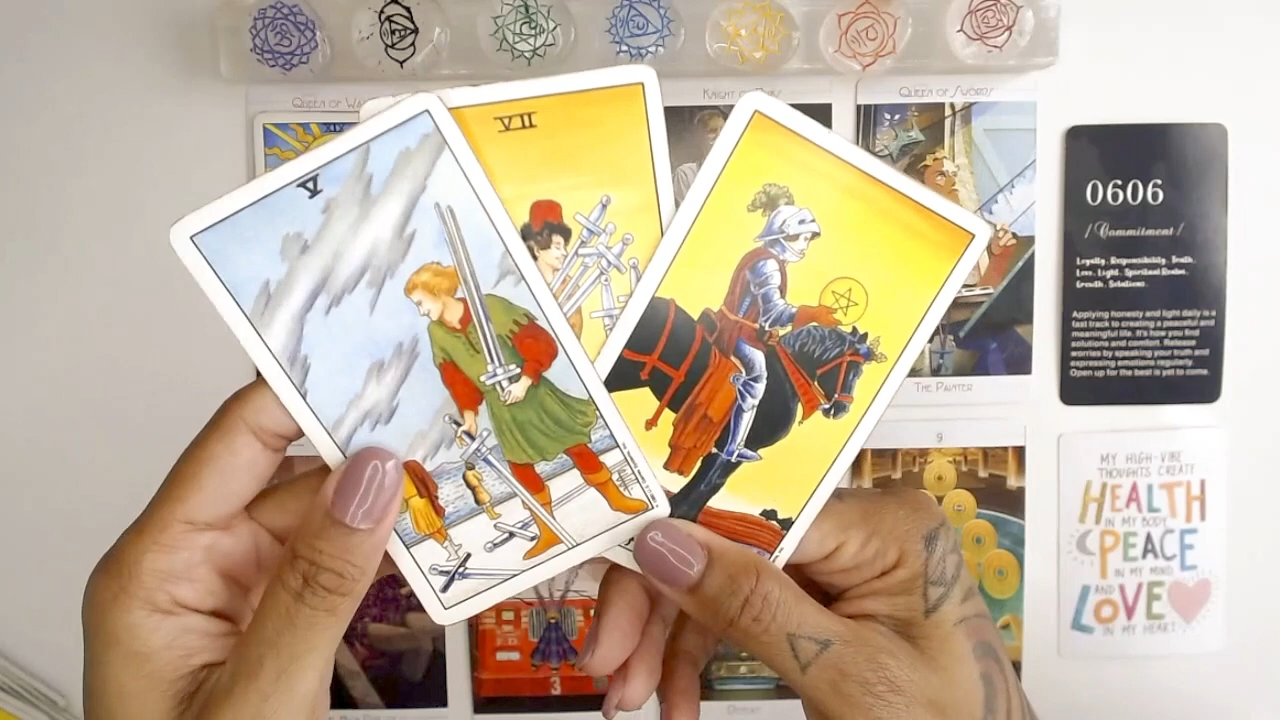 QUEEN OF WA
KNIGHT OF
QUEEN OF SWORDS
XIX
V
VII
0606
/ Commitment /
Loyalty, Responsibility, Truth,
Love, Light, Spiritual Realm,
Growth, Solutions.
Applying honesty and light daily is a
fast track to creating a peaceful and
meaningful life. It's how you find
solutions and comfort. Release
worries by speaking your truth and
expressing emotions regularly.
Open up for the best is yet to come.
THE PAINTER
9
MY HIGH-VIBE
THOUGHTS CREATE
HEALTH
IN MY BODY
PEACE
IN MY MIND
AND
LOVE
IN MY HEART
3